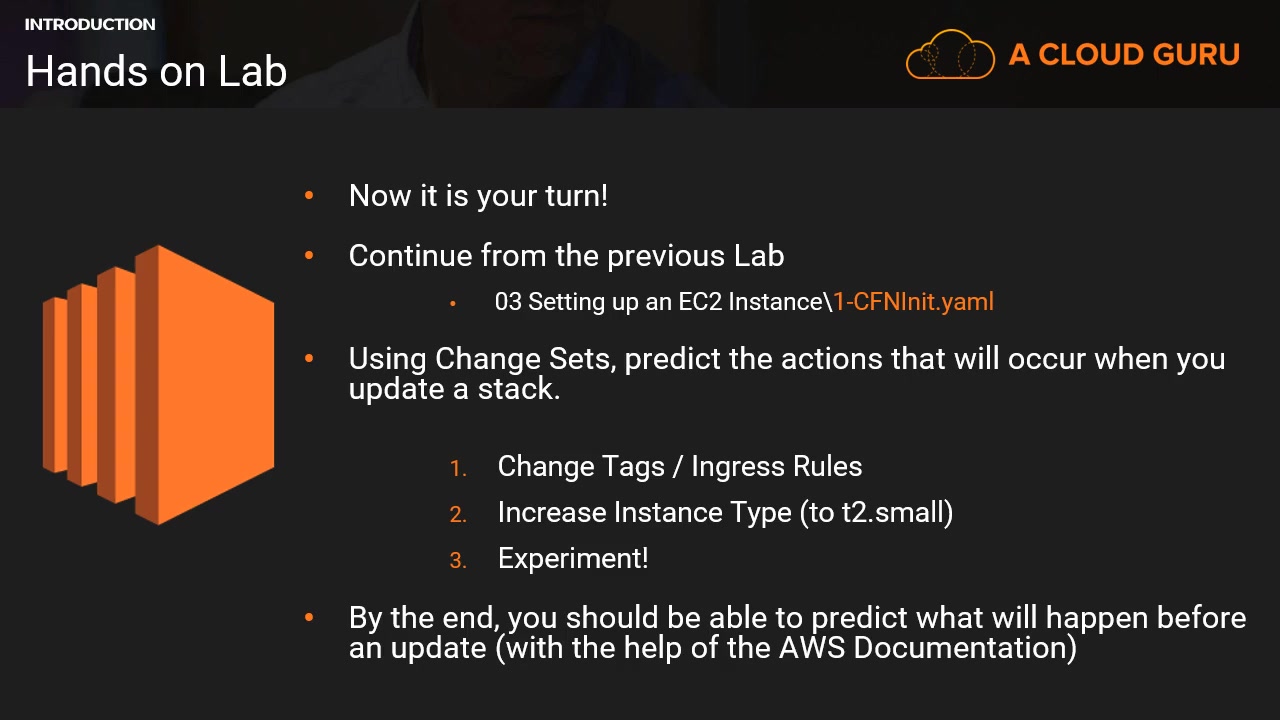 INTRODUCTION
Hands on Lab
A CLOUD GURU
• Now it is your turn!
• Continue from the previous Lab
• 03 Setting up an EC2 Instance\1-CFNInit.yaml
• Using Change Sets, predict the actions that will occur when you
update a stack.
1. Change Tags / Ingress Rules
2. Increase Instance Type (to t2.small)
3. Experiment!
• By the end, you should be able to predict what will happen before
an update (with the help of the AWS Documentation)